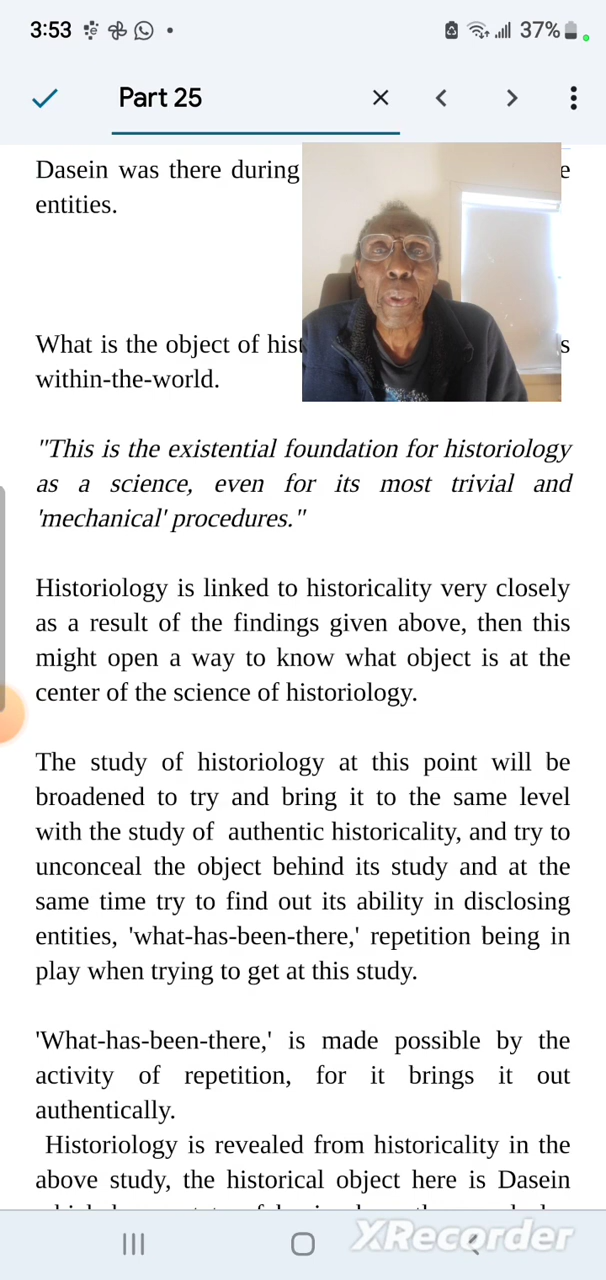 3:53 37%
Part 25
Dasein was there during e
entities.
What is the object of hist s
within-the-world.
"This is the existential foundation for historiology
as a science, even for its most trivial and
'mechanical' procedures."
Historiology is linked to historicality very closely
as a result of the findings given above, then this
might open a way to know what object is at the
center of the science of historiology.
The study of historiology at this point will be
broadened to try and bring it to the same level
with the study of authentic historicality, and try to
unconceal the object behind its study and at the
same time try to find out its ability in disclosing
entities, 'what-has-been-there,' repetition being in
play when trying to get at this study.
'What-has-been-there,' is made possible by the
activity of repetition, for it brings it out
authentically.
Historiology is revealed from historicality in the
above study, the historical object here is Dasein
XRecorder